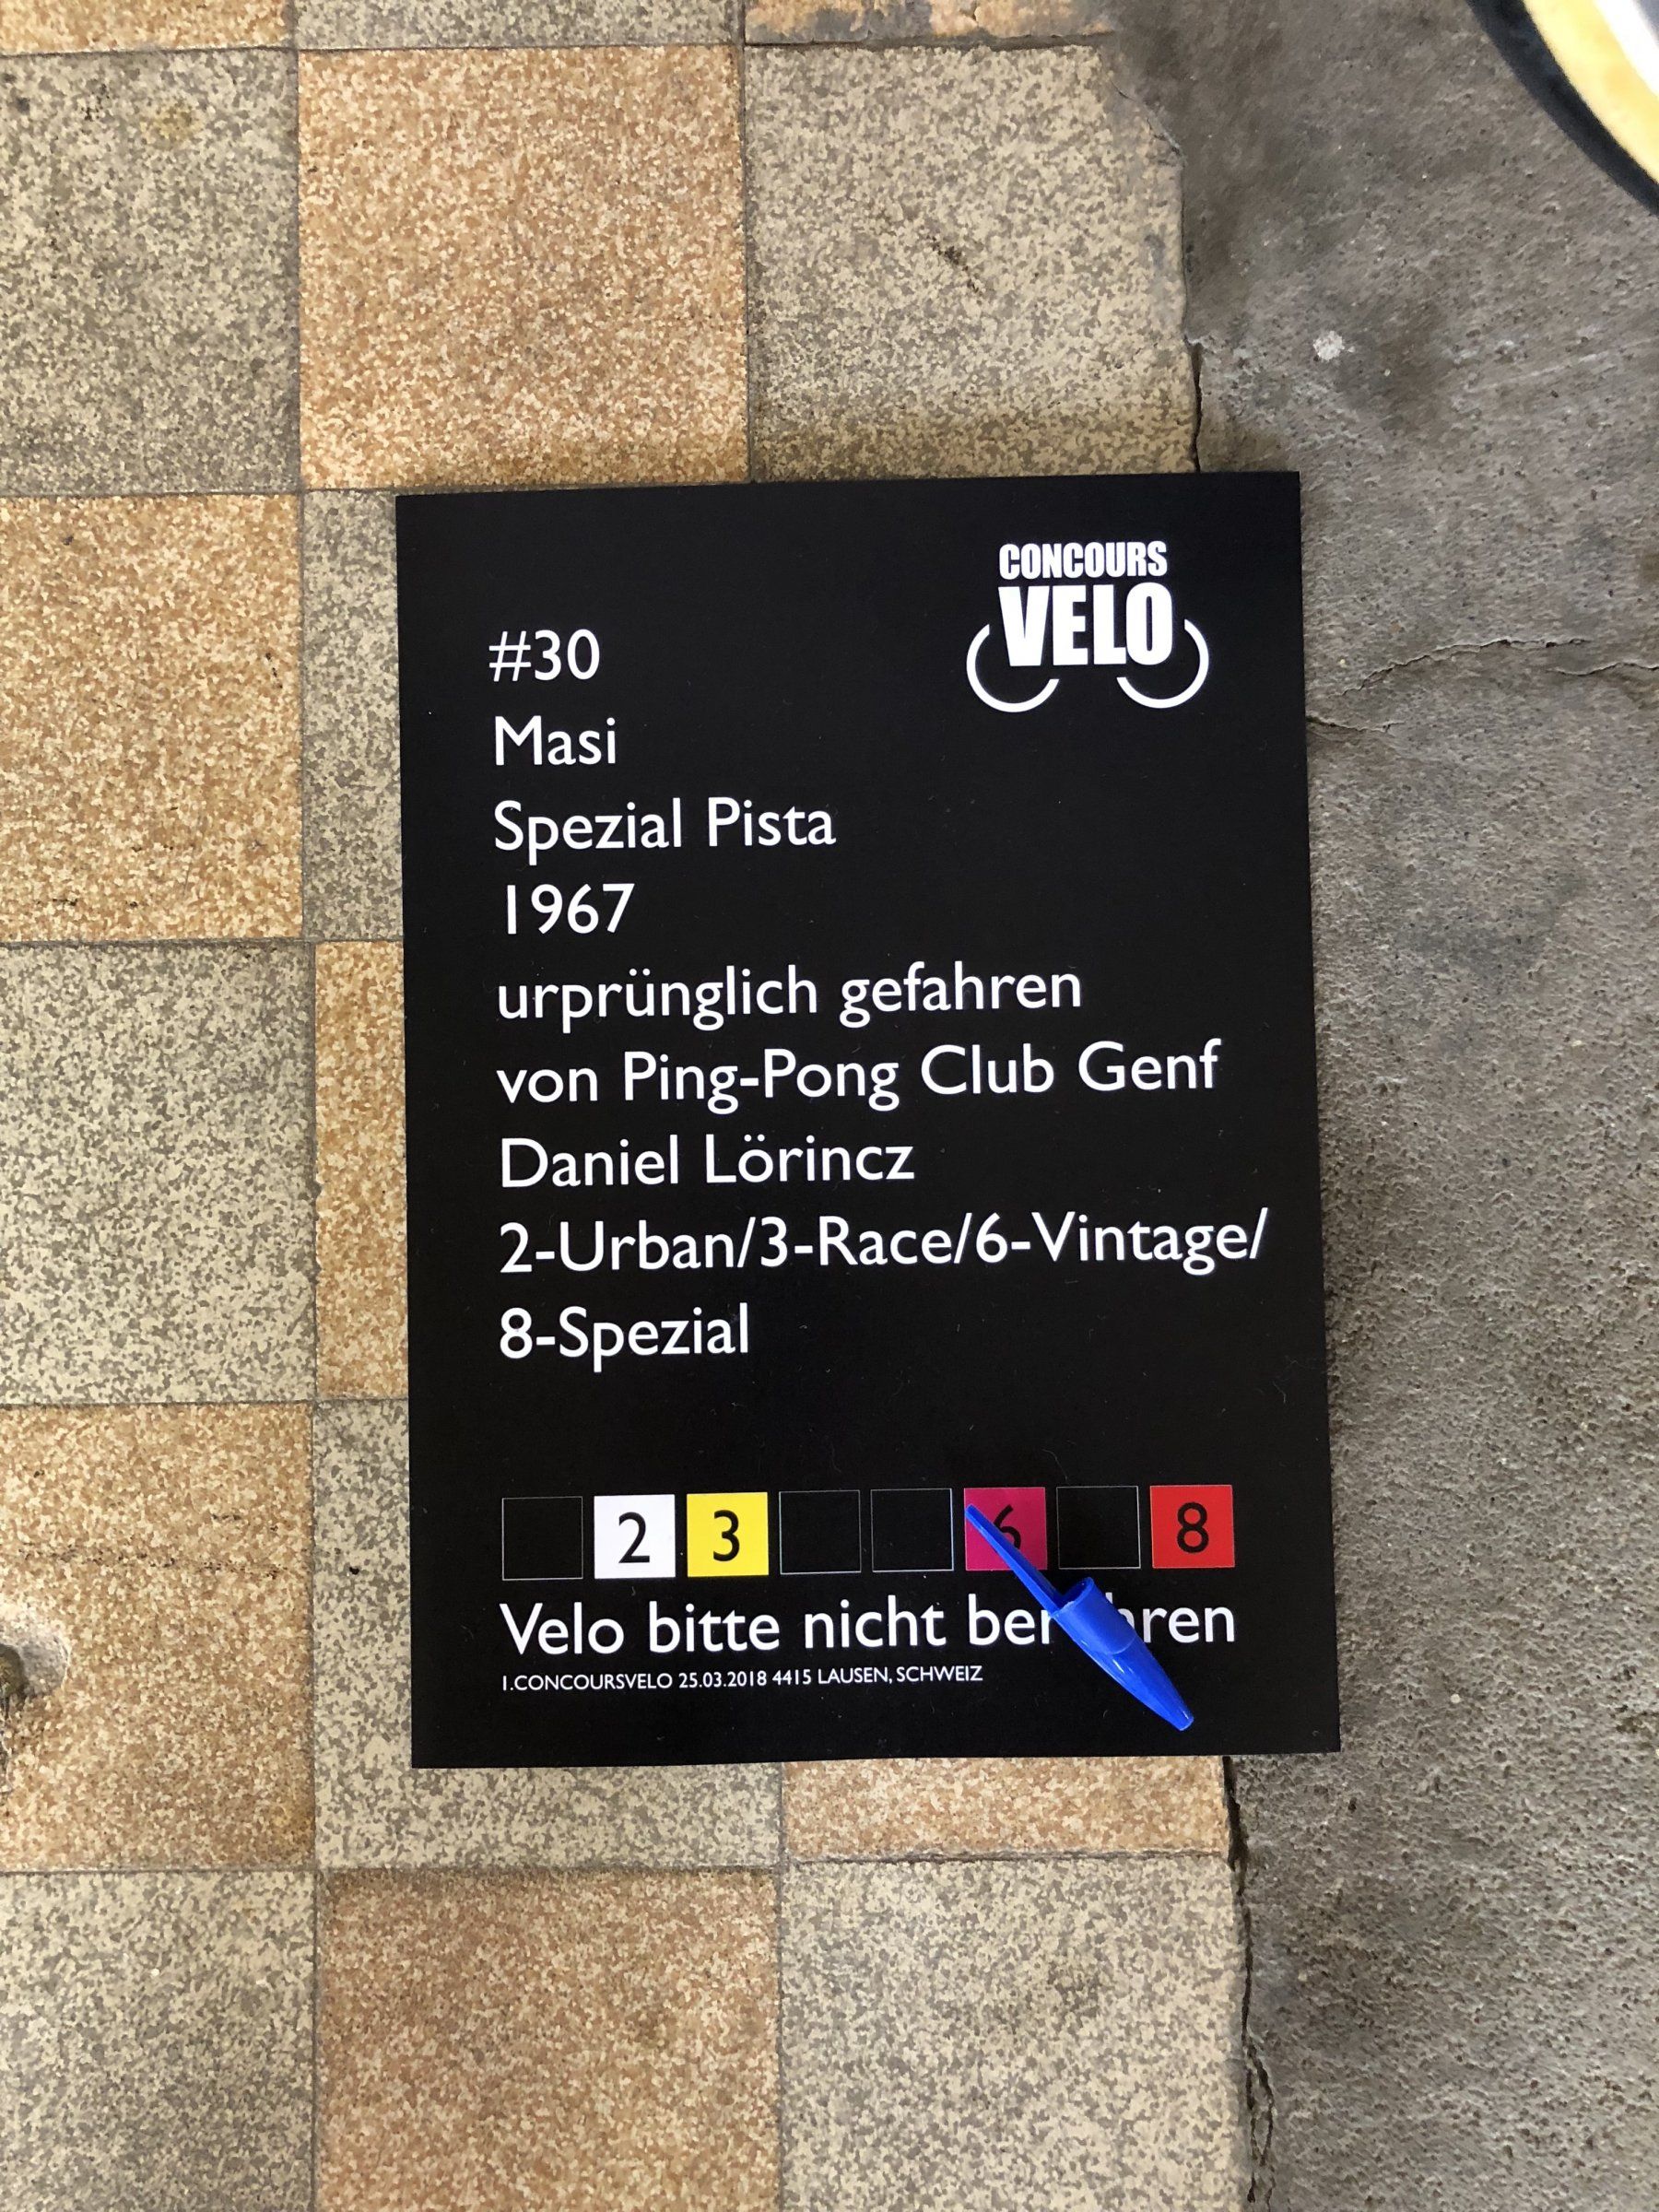 CONCOURS
VELO
#30
Masi
Spezial Pista
1967
urprünglich gefahren
von Ping-Pong Club Genf
Daniel Lörincz
2-Urban/3-Race/6-Vintage/
8-Spezial
2 3 6 8
Velo bitte nicht
1.CONCOURSVELO 25.03.2018 4415 LAUSEN, SCHWEIZ